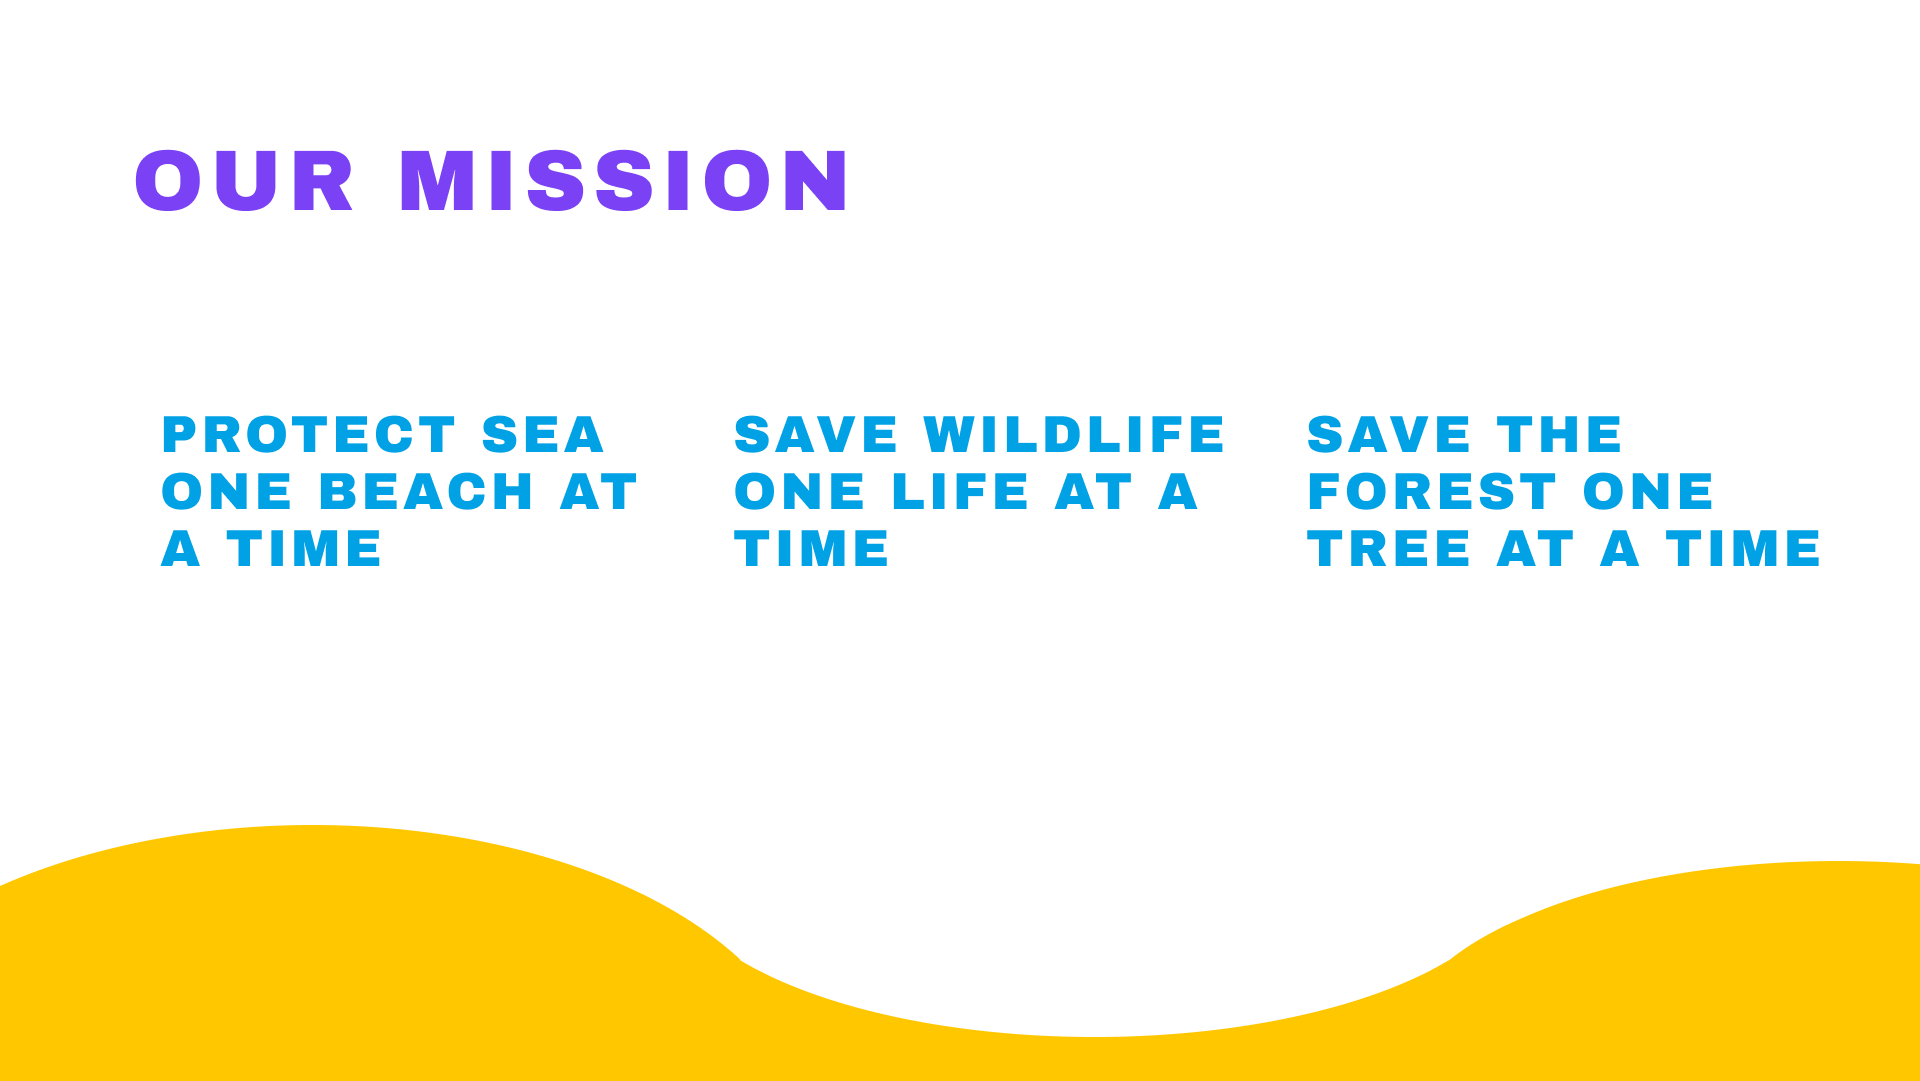 OUR MISSION
PROTECT SEA
ONE BEACH AT
A TIME
SAVE WILDLIFE
ONE LIFE AT A
TIME
SAVE THE
FOREST ONE
TREE AT A TIME